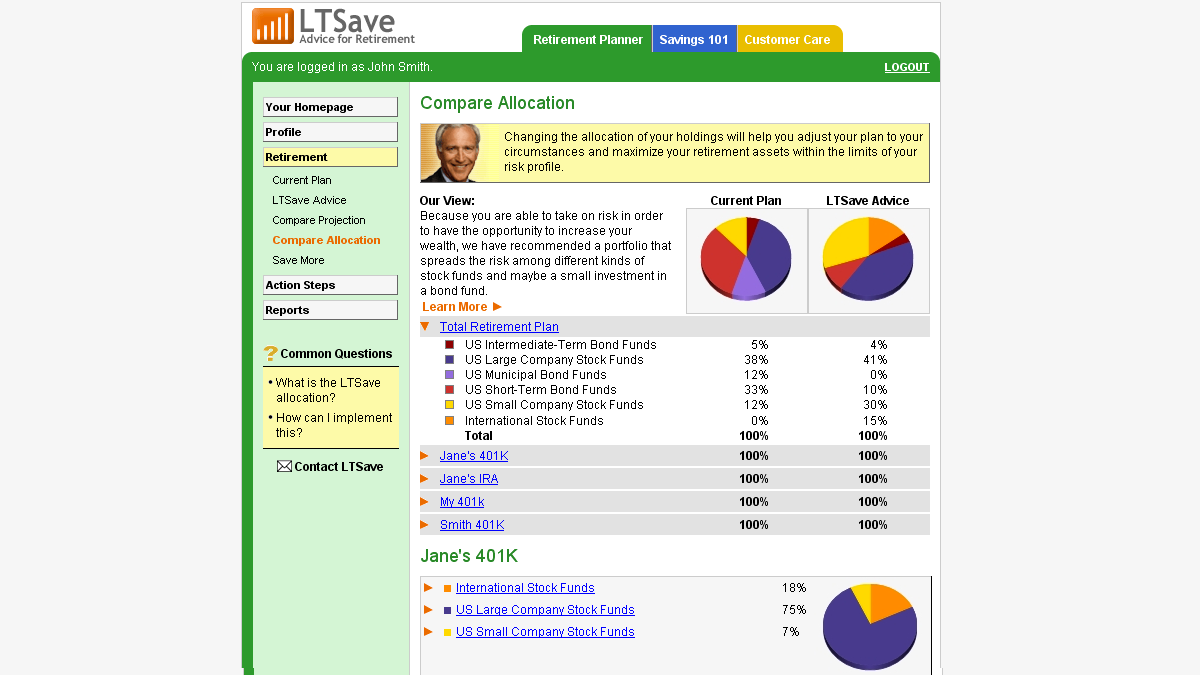 LTSave
Advice for Retirement
Retirement Planner
Savings 101
Customer Care
You are logged in as John Smith.
LOGOUT
Your Homepage
Profile
Retirement
Current Plan
LTSave Advice
Compare Projection
Compare Allocation
Save More
Action Steps
Reports
? Common Questions
• What is the LTSave
allocation?
• How can I implement
this?
Contact LTSave
Compare Allocation
Changing the allocation of your holdings will help you adjust your plan to your
circumstances and maximize your retirement assets within the limits of your
risk profile.
Our View:
Because you are able to take on risk in order
to have the opportunity to increase your
wealth, we have recommended a portfolio that
spreads the risk among different kinds of
stock funds and maybe a small investment in
a bond fund.
Learn More
Current Plan
LTSave Advice
Total Retirement Plan
US Intermediate-Term Bond Funds 5% 4%
US Large Company Stock Funds 38% 41%
US Municipal Bond Funds 12% 0%
US Short-Term Bond Funds 33% 10%
US Small Company Stock Funds 12% 30%
International Stock Funds 0% 15%
Total 100% 100%
Jane's 401K 100% 100%
Jane's IRA 100% 100%
My 401k 100% 100%
Smith 401K 100% 100%
Jane's 401K
International Stock Funds 18%
US Large Company Stock Funds 75%
US Small Company Stock Funds 7%